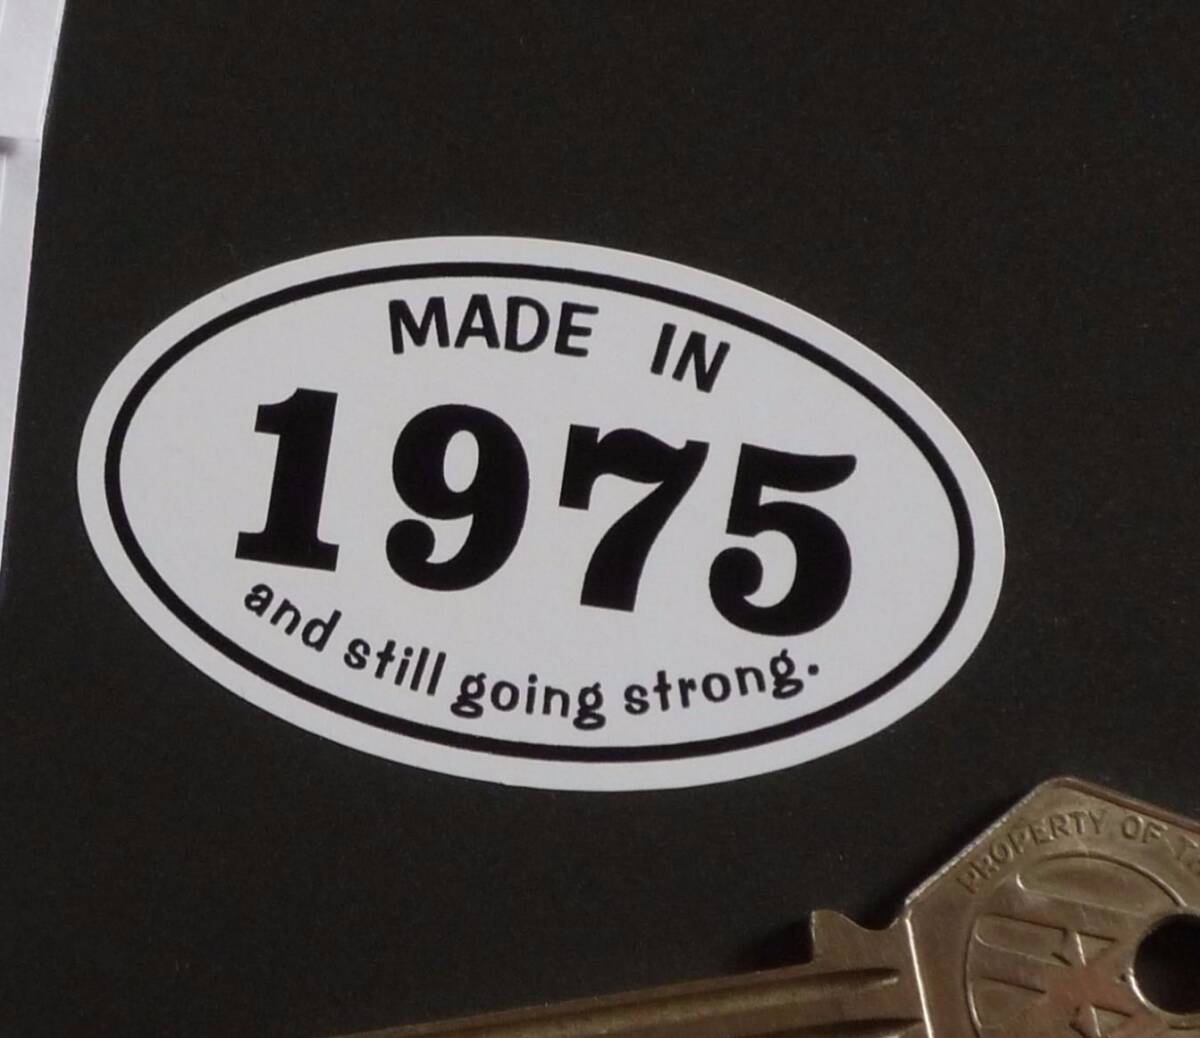 MADE IN
1975
and still going strong.
PROPERTY OF